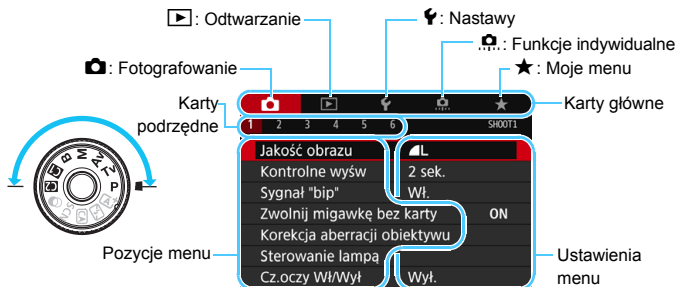 : Odtwarzanie
: Nastawy
: Funkcje indywidualne
: Fotografowanie
: Moje menu
Karty podrzędne
Karty główne
1 2 3 4 5 6 SHOOT1
Jakość obrazu L
Kontrolne wyśw 2 sek.
Sygnał "bip" Wł.
Zwolnij migawkę bez karty ON
Korekcja aberracji obiektywu
Sterowanie lampą
Cz.oczy Wł/Wył Wył.
B M Av Tv P
Pozycje menu
Ustawienia menu